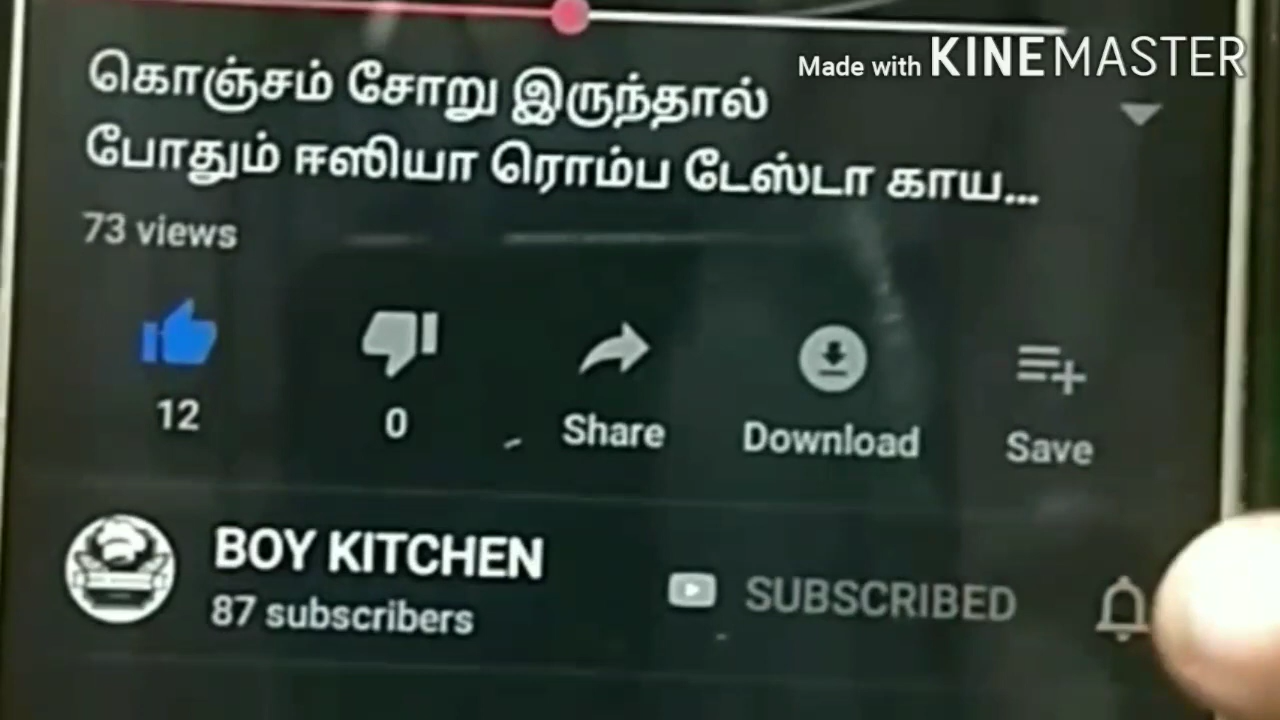 Made with KINEMASTER
கொஞ்சம் சோறு இருந்தால்
போதும் ஈஸியா ரொம்ப டேஸ்டா காய...
73 views
12
0
Share
Download
Save
BOY KITCHEN
87 subscribers
SUBSCRIBED